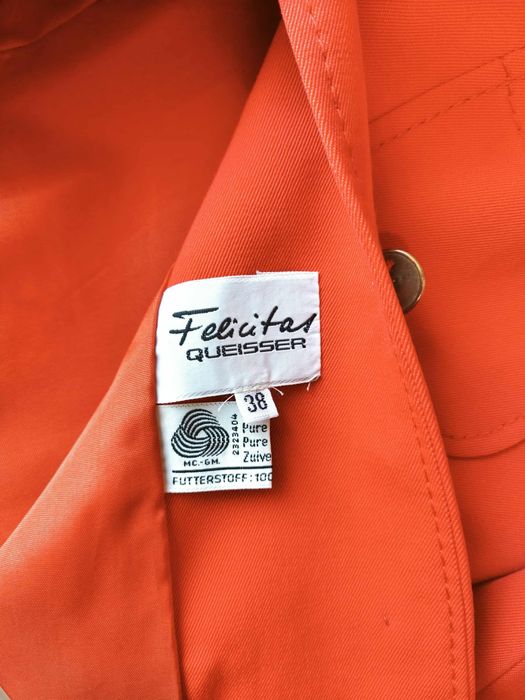 Felicitas
QUEISSER
38
2323404
Pure
Pure
Zuive
MC.-GM.
FUTTERSTOFF: 100